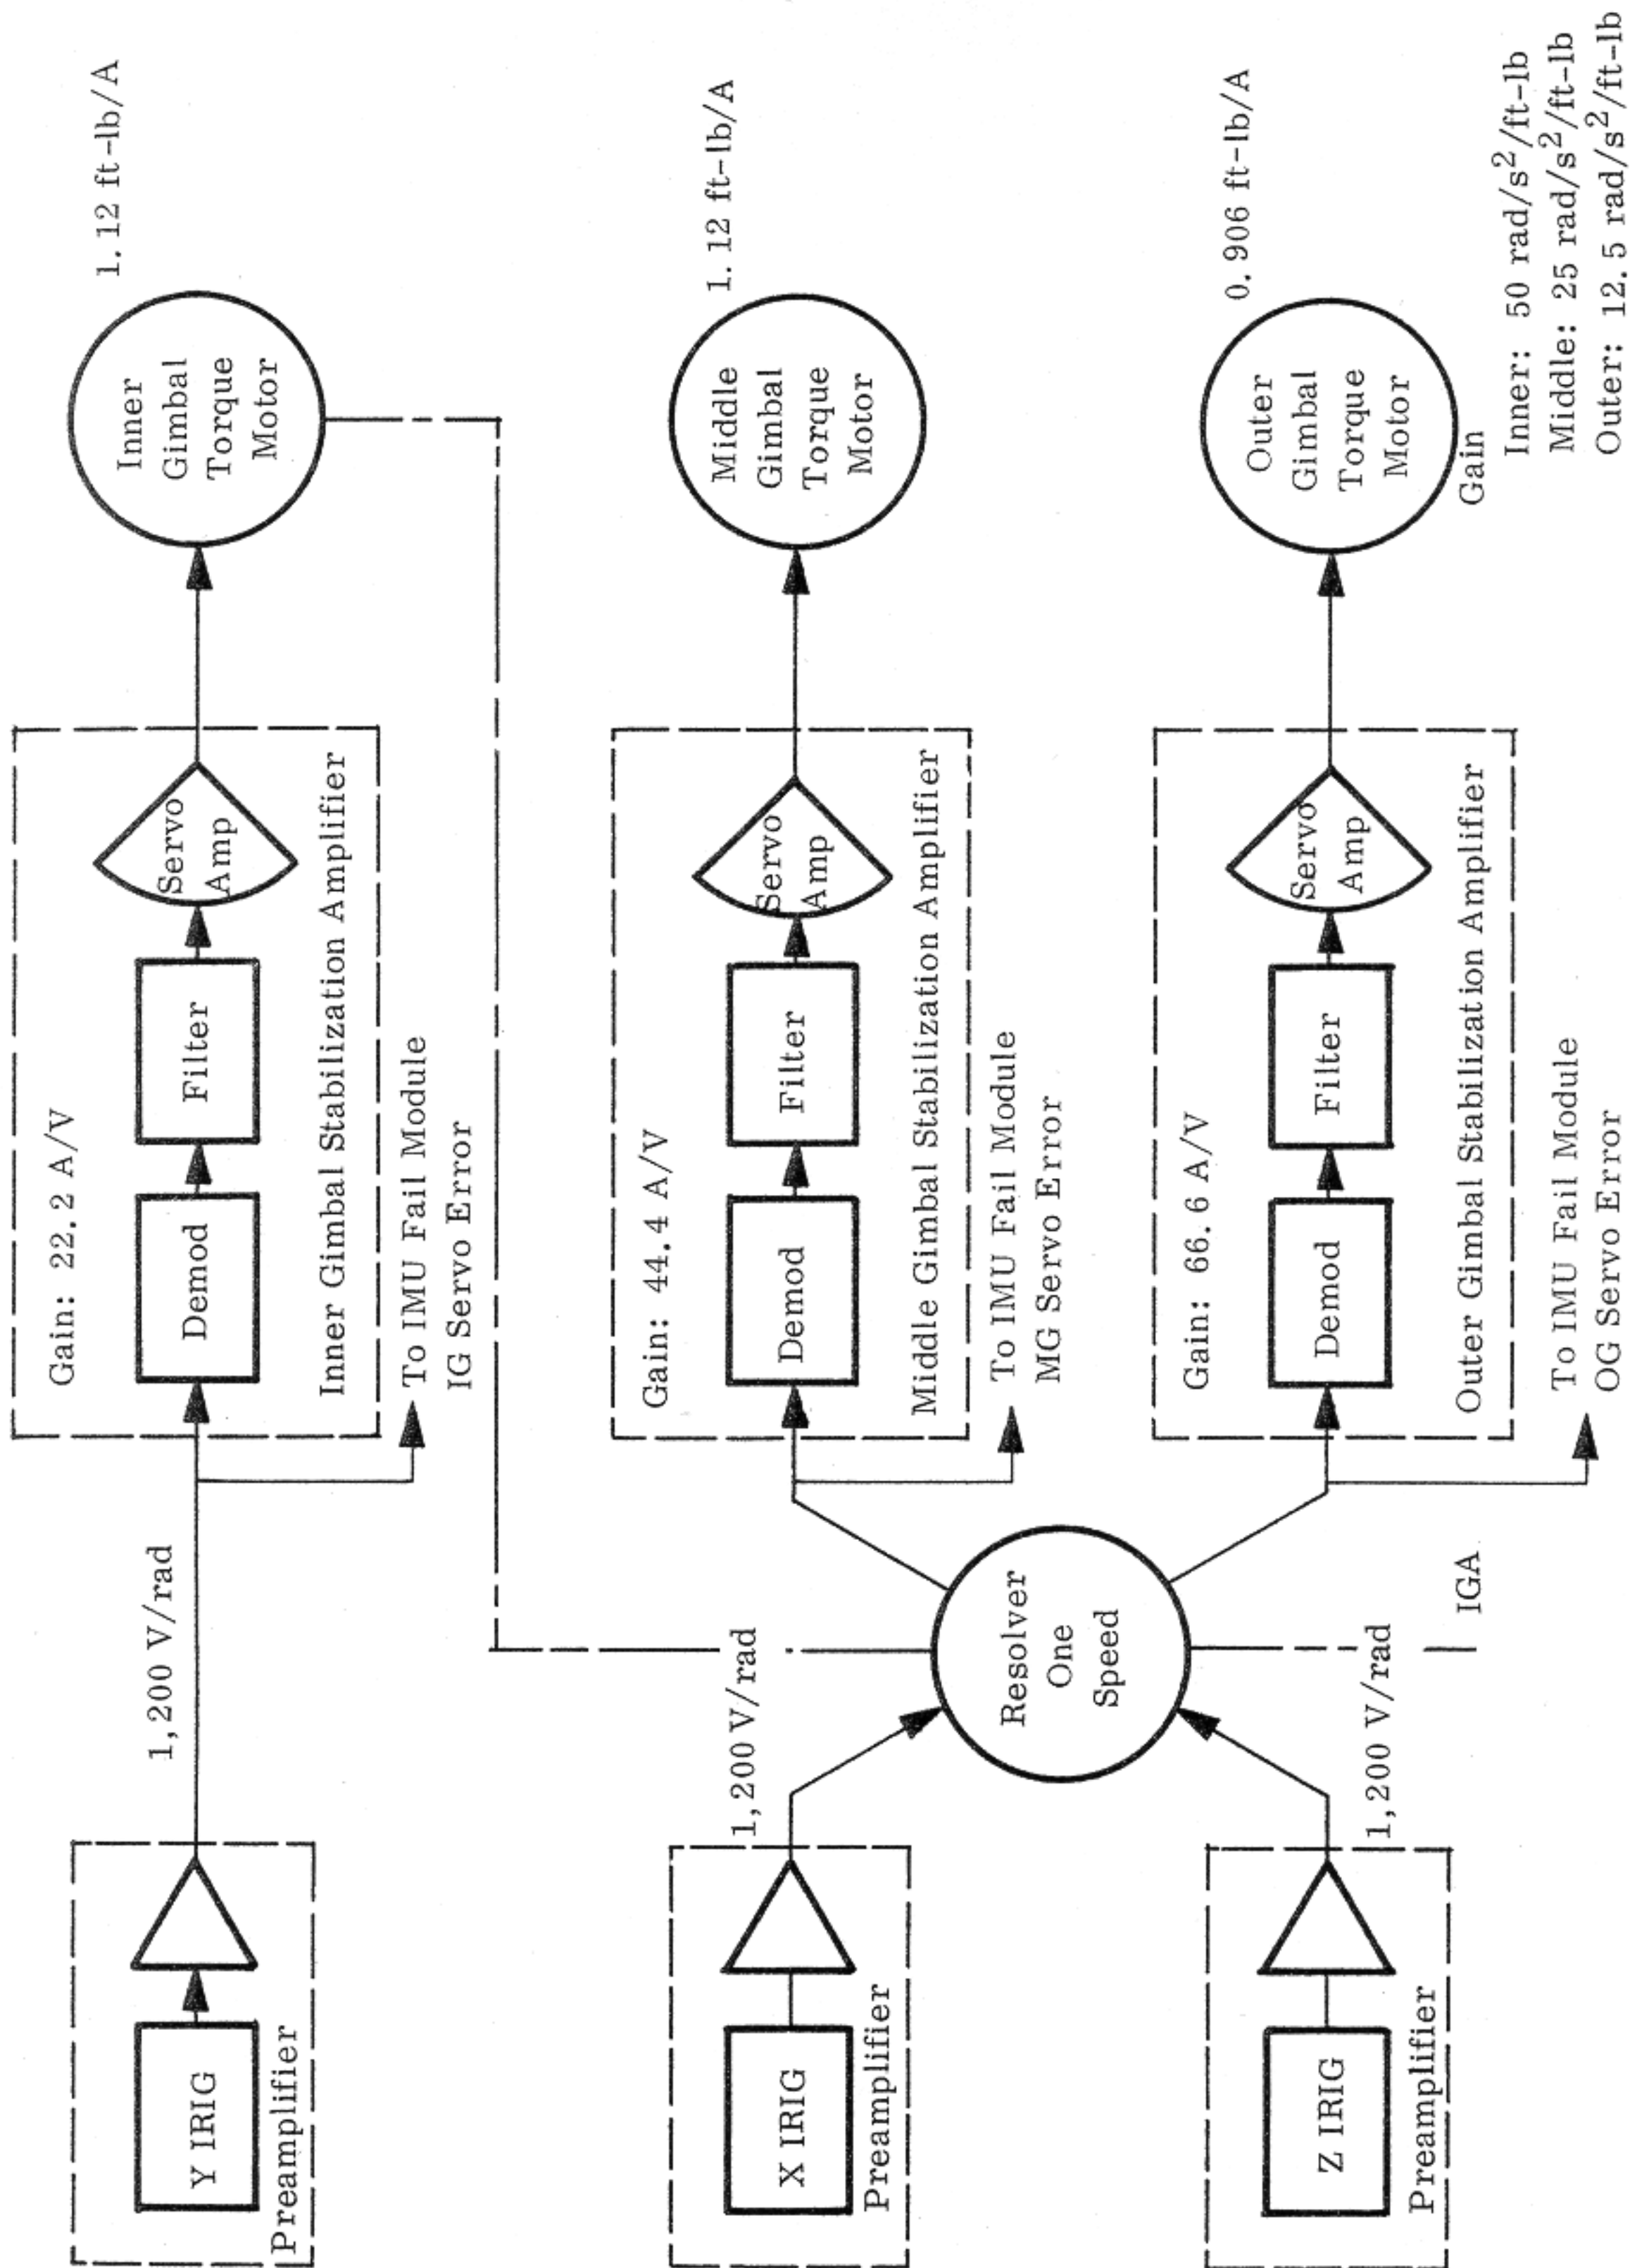 Y IRIG
Preamplifier
1,200 V/rad
Gain: 22.2 A/V
Demod
Filter
Servo
Amp
Inner Gimbal Stabilization Amplifier
To IMU Fail Module
IG Servo Error
Inner
Gimbal
Torque
Motor
1.12 ft-lb/A
X IRIG
Preamplifier
1,200 V/rad
Resolver
One
Speed
Gain: 44.4 A/V
Demod
Filter
Servo
Amp
Middle Gimbal Stabilization Amplifier
To IMU Fail Module
MG Servo Error
Middle
Gimbal
Torque
Motor
1.12 ft-lb/A
Z IRIG
Preamplifier
1,200 V/rad
IGA
Gain: 66.6 A/V
Demod
Filter
Servo
Amp
Outer Gimbal Stabilization Amplifier
To IMU Fail Module
OG Servo Error
Outer
Gimbal
Torque
Motor
0.906 ft-lb/A
Gain
Inner: 50 rad/s²/ft-lb
Middle: 25 rad/s²/ft-lb
Outer: 12.5 rad/s²/ft-lb